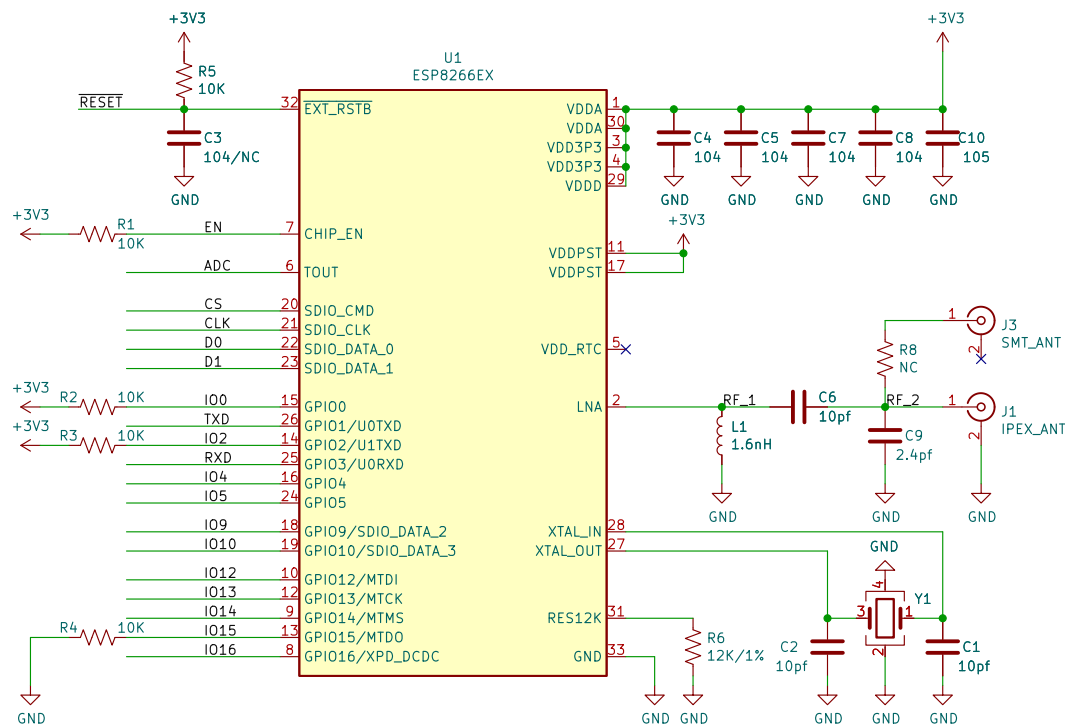 +3V3
+3V3
U1
ESP8266EX
R5
10K
RESET
32
EXT_RSTB
VDDA
1
C3
104/NC
VDDA
30
VDD3P3
3
VDD3P3
4
VDDD
29
C4
104
C5
104
C7
104
C8
104
C10
105
GND
GND
GND
GND
GND
GND
+3V3
R1
10K
EN
7
CHIP_EN
+3V3
VDDPST
11
ADC
6
TOUT
VDDPST
17
CS
20
SDIO_CMD
CLK
21
SDIO_CLK
D0
22
SDIO_DATA_0
D1
23
SDIO_DATA_1
VDD_RTC
5
1
J3
SMT_ANT
2
R8
NC
+3V3
R2
10K
IO0
15
GPIO0
LNA
2
RF_1
C6
10pf
RF_2
1
J1
IPEX_ANT
2
TXD
26
GPIO1/U0TXD
+3V3
R3
10K
IO2
14
GPIO2/U1TXD
L1
1.6nH
C9
2.4pf
RXD
25
GPIO3/U0RXD
IO4
16
GPIO4
IO5
24
GPIO5
GND
GND
GND
IO9
18
GPIO9/SDIO_DATA_2
XTAL_IN
28
IO10
19
GPIO10/SDIO_DATA_3
XTAL_OUT
27
GND
IO12
10
GPIO12/MTDI
4
IO13
12
GPIO13/MTCK
Y1
IO14
9
GPIO14/MTMS
RES12K
31
3
1
R4
10K
IO15
13
GPIO15/MTDO
R6
12K/1%
C2
10pf
2
C1
10pf
IO16
8
GPIO16/XPD_DCDC
GND
33
GND
GND
GND
GND
GND
GND